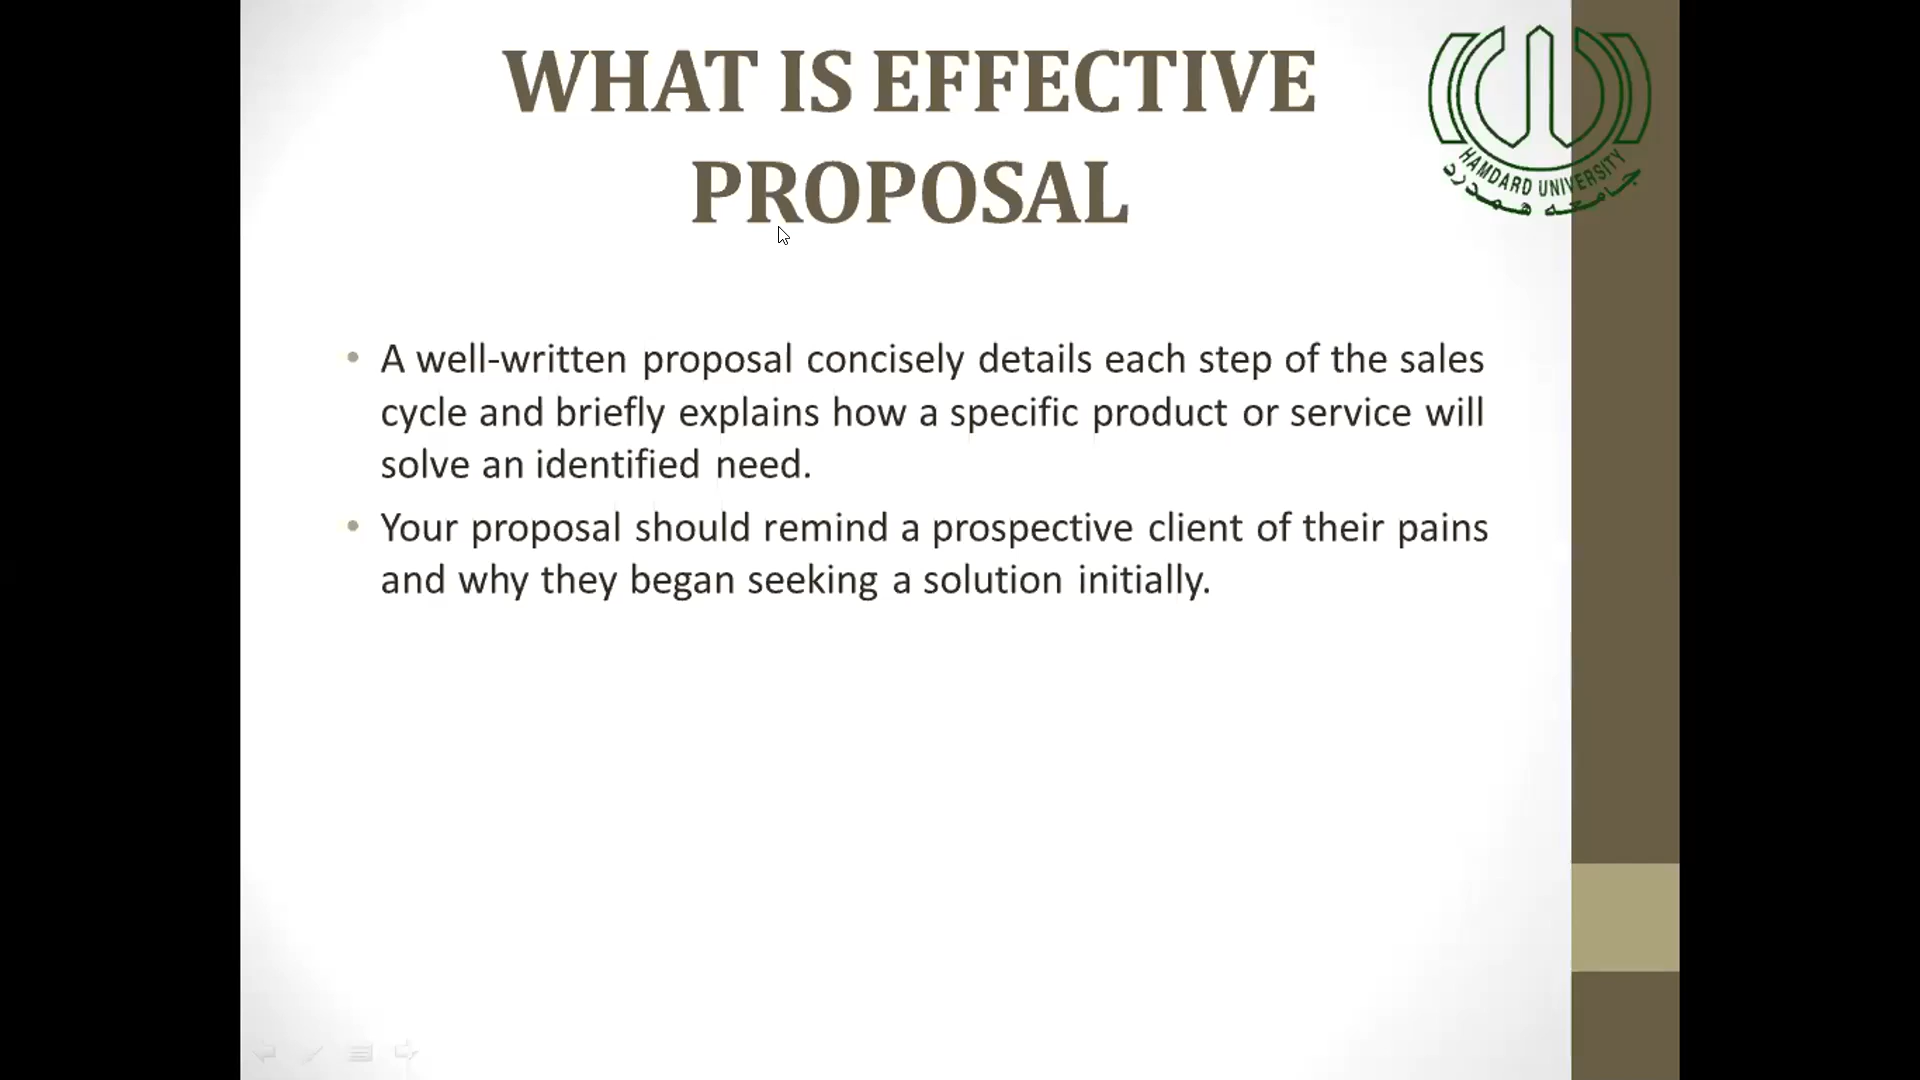 WHAT IS EFFECTIVE
PROPOSAL
HAMDARD UNIVERSITY
جامعه همدرد
• A well-written proposal concisely details each step of the sales
cycle and briefly explains how a specific product or service will
solve an identified need.
• Your proposal should remind a prospective client of their pains
and why they began seeking a solution initially.